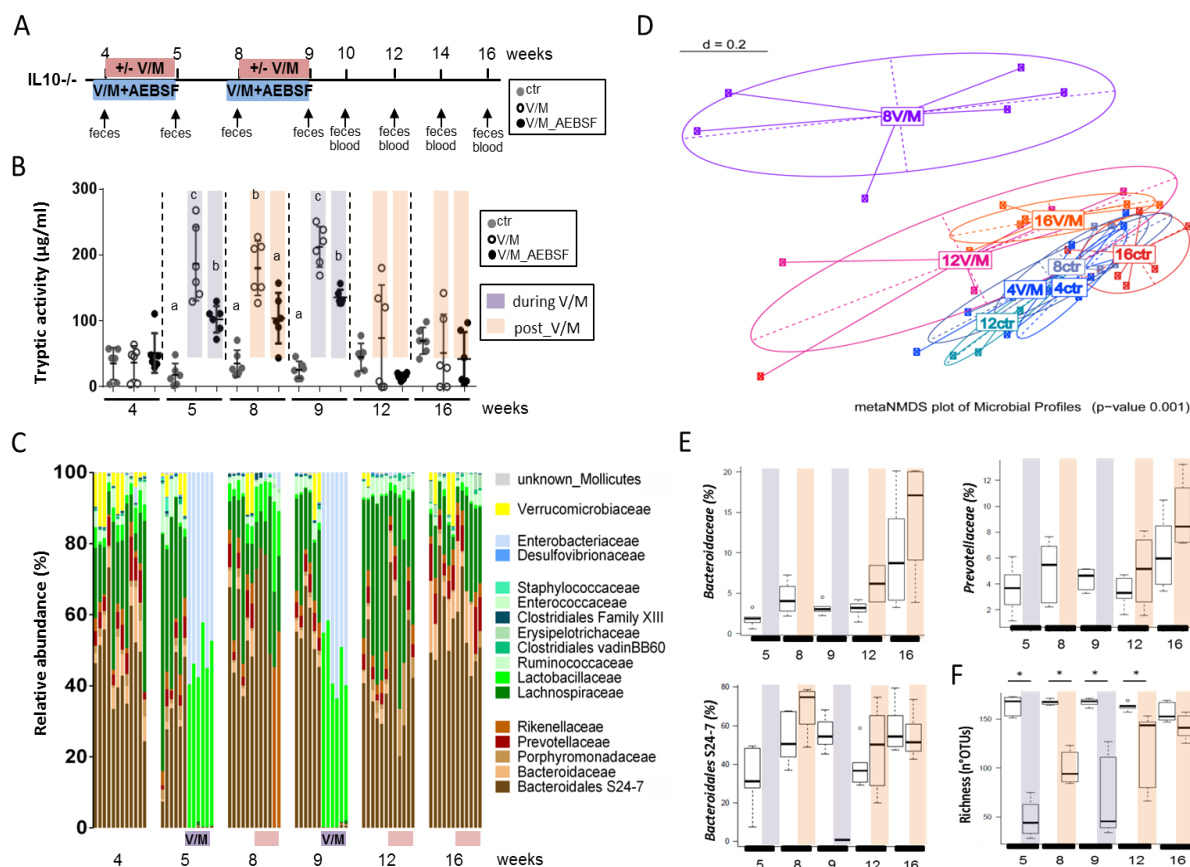 A
4 5 8 9 10 12 14 16 weeks
+/- V/M +/- V/M
IL10-/-
V/M+AEBSF V/M+AEBSF
feces feces feces feces feces feces feces feces
blood blood blood blood
ctr
V/M
V/M_AEBSF
B
300
200
100
0
Tryptic activity (µg/ml)
a c b a b a a c b
4 5 8 9 12 16 weeks
ctr
V/M
V/M_AEBSF
during V/M
post_V/M
C
100
80
60
40
20
0
Relative abundance (%)
V/M V/M
4 5 8 9 12 16 weeks
unknown_Mollicutes
Verrucomicrobiaceae
Enterobacteriaceae
Desulfovibrionaceae
Staphylococcaceae
Enterococcaceae
Clostridiales Family XIII
Erysipelotrichaceae
Clostridiales vadinBB60
Ruminococcaceae
Lactobacillaceae
Lachnospiraceae
Rikenellaceae
Prevotellaceae
Porphyromonadaceae
Bacteroidaceae
Bacteroidales S24-7
D
d = 0.2
8V/M
16V/M
12V/M
8ctr
16ctr
4V/M
4ctr
12ctr
metaNMDS plot of Microbial Profiles (p-value 0.001)
E
Bacteroidaceae (%)
20
15
10
5
0
5 8 9 12 16
Prevotellaceae (%)
12
10
8
6
4
2
5 8 9 12 16
Bacteroidales S24-7 (%)
80
60
40
20
0
5 8 9 12 16
F
* * * *
Richness (n°OTUs)
150
100
50
5 8 9 12 16